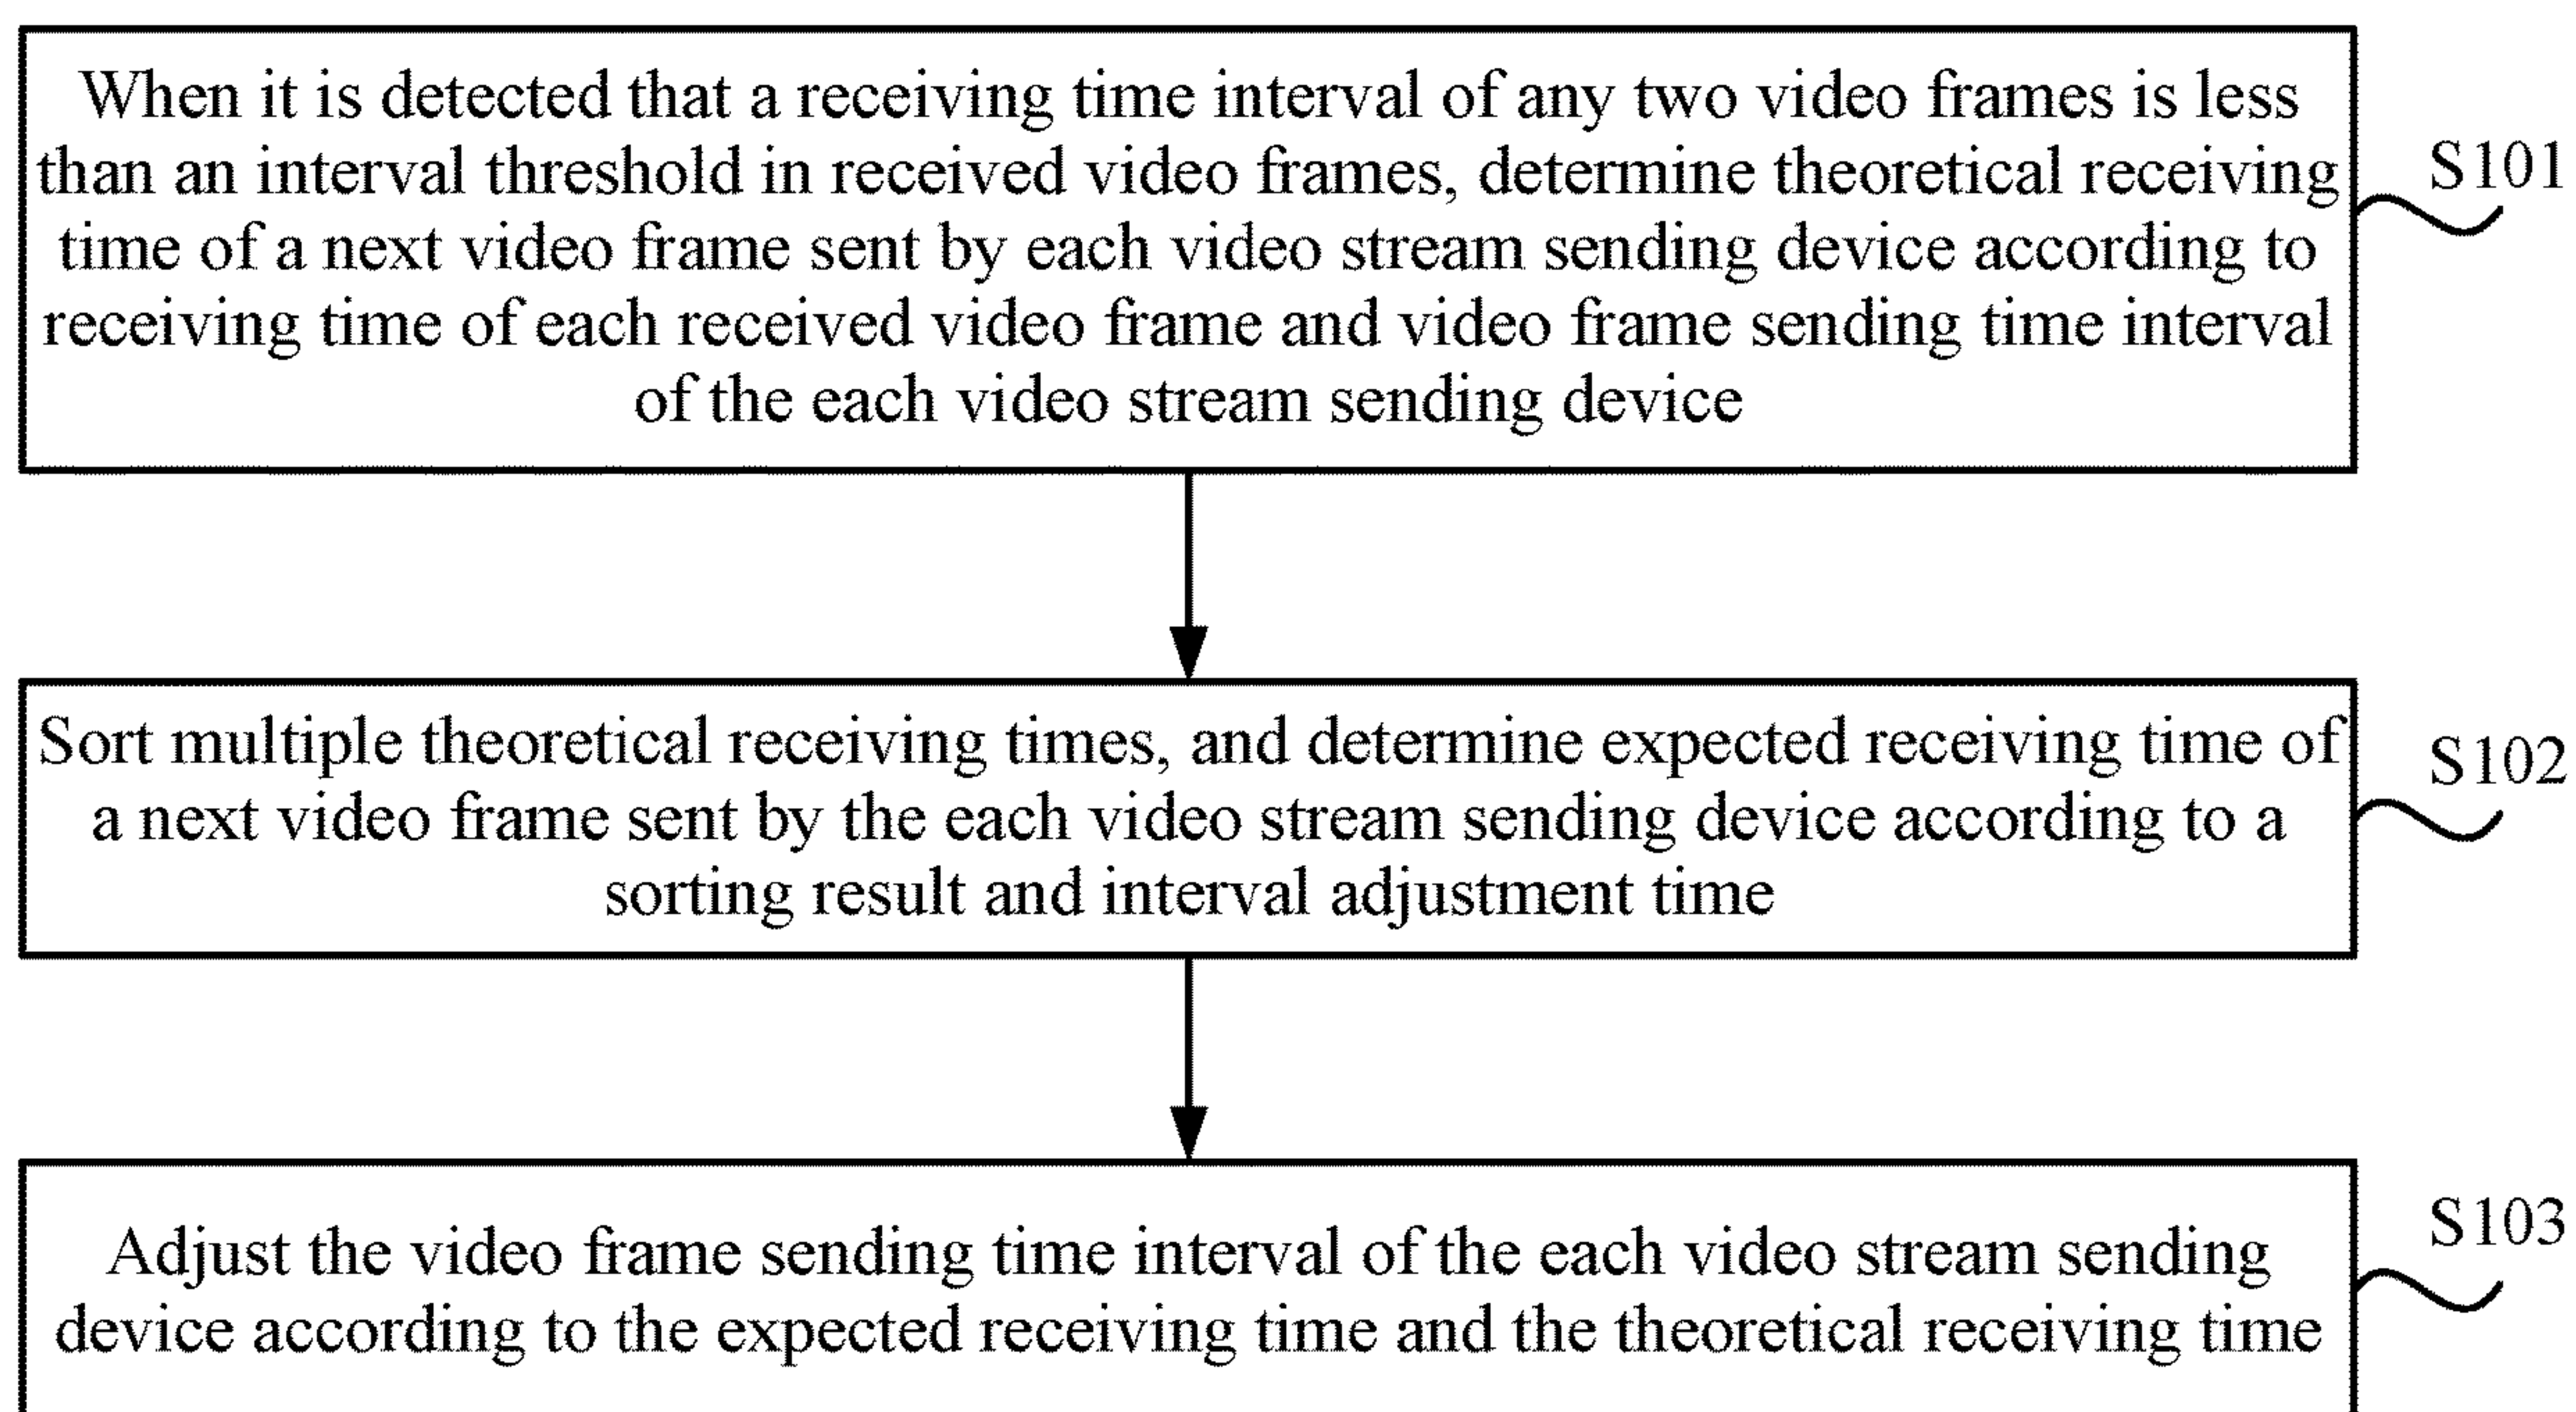 When it is detected that a receiving time interval of any two video frames is less
than an interval threshold in received video frames, determine theoretical receiving
time of a next video frame sent by each video stream sending device according to
receiving time of each received video frame and video frame sending time interval
of the each video stream sending device
S101
Sort multiple theoretical receiving times, and determine expected receiving time of
a next video frame sent by the each video stream sending device according to a
sorting result and interval adjustment time
S102
Adjust the video frame sending time interval of the each video stream sending
device according to the expected receiving time and the theoretical receiving time
S103